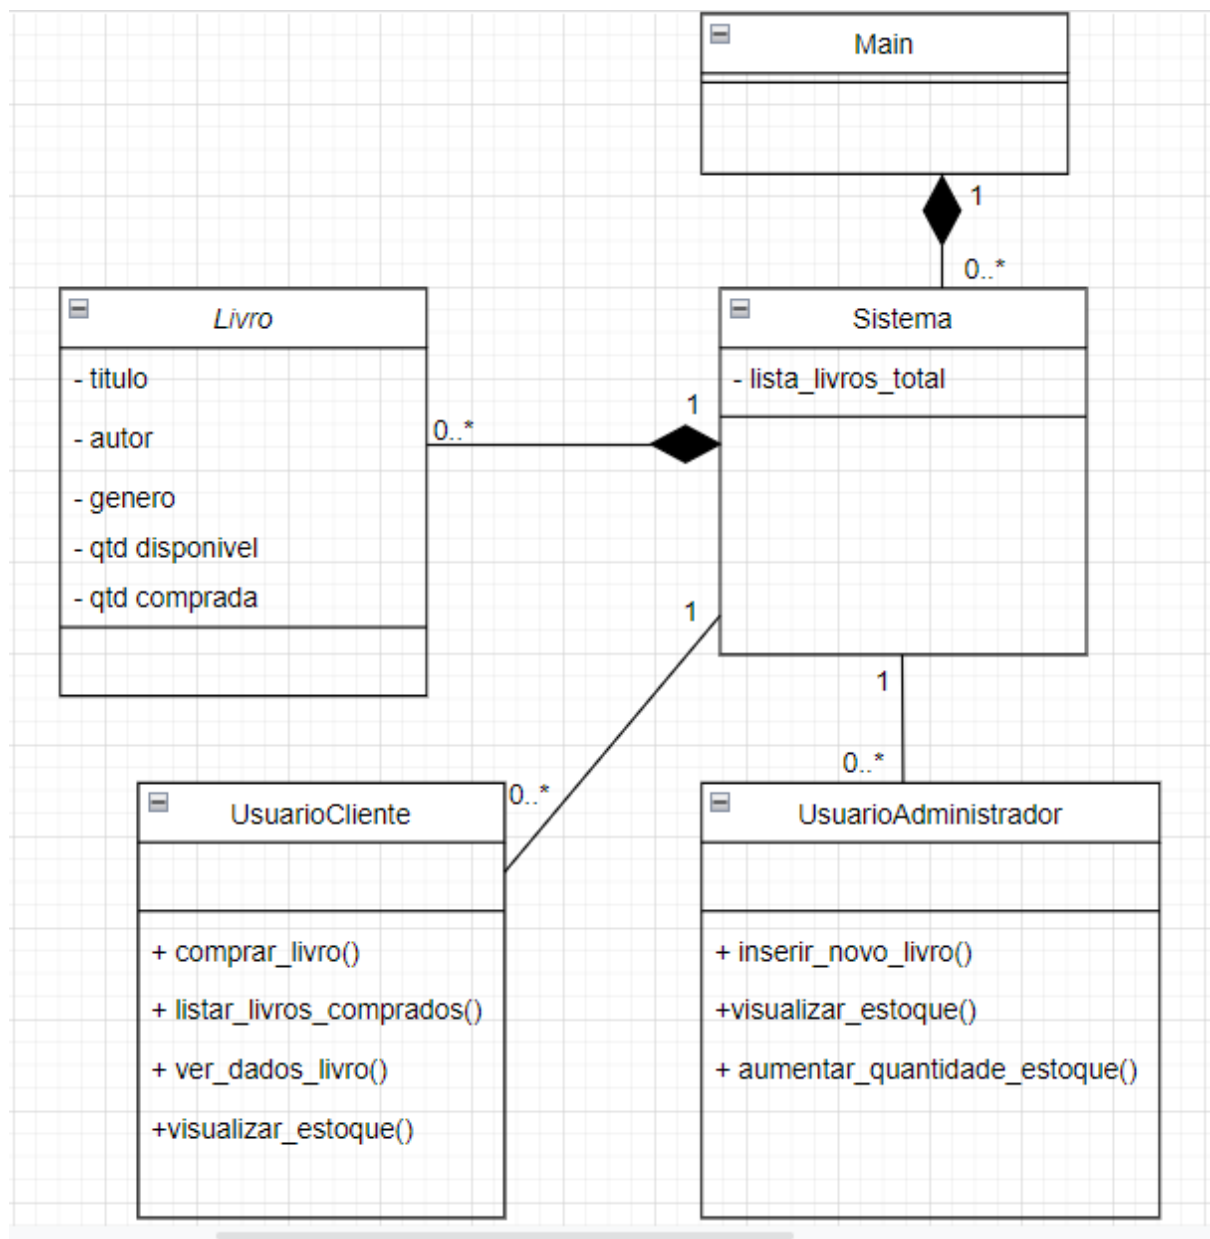 Main
1
0..*
Livro
- titulo
- autor
- genero
- qtd disponivel
- qtd comprada
0..*
1
Sistema
- lista_livros_total
1
0..*
1
0..*
UsuarioCliente
+ comprar_livro()
+ listar_livros_comprados()
+ ver_dados_livro()
+visualizar_estoque()
UsuarioAdministrador
+ inserir_novo_livro()
+visualizar_estoque()
+ aumentar_quantidade_estoque()